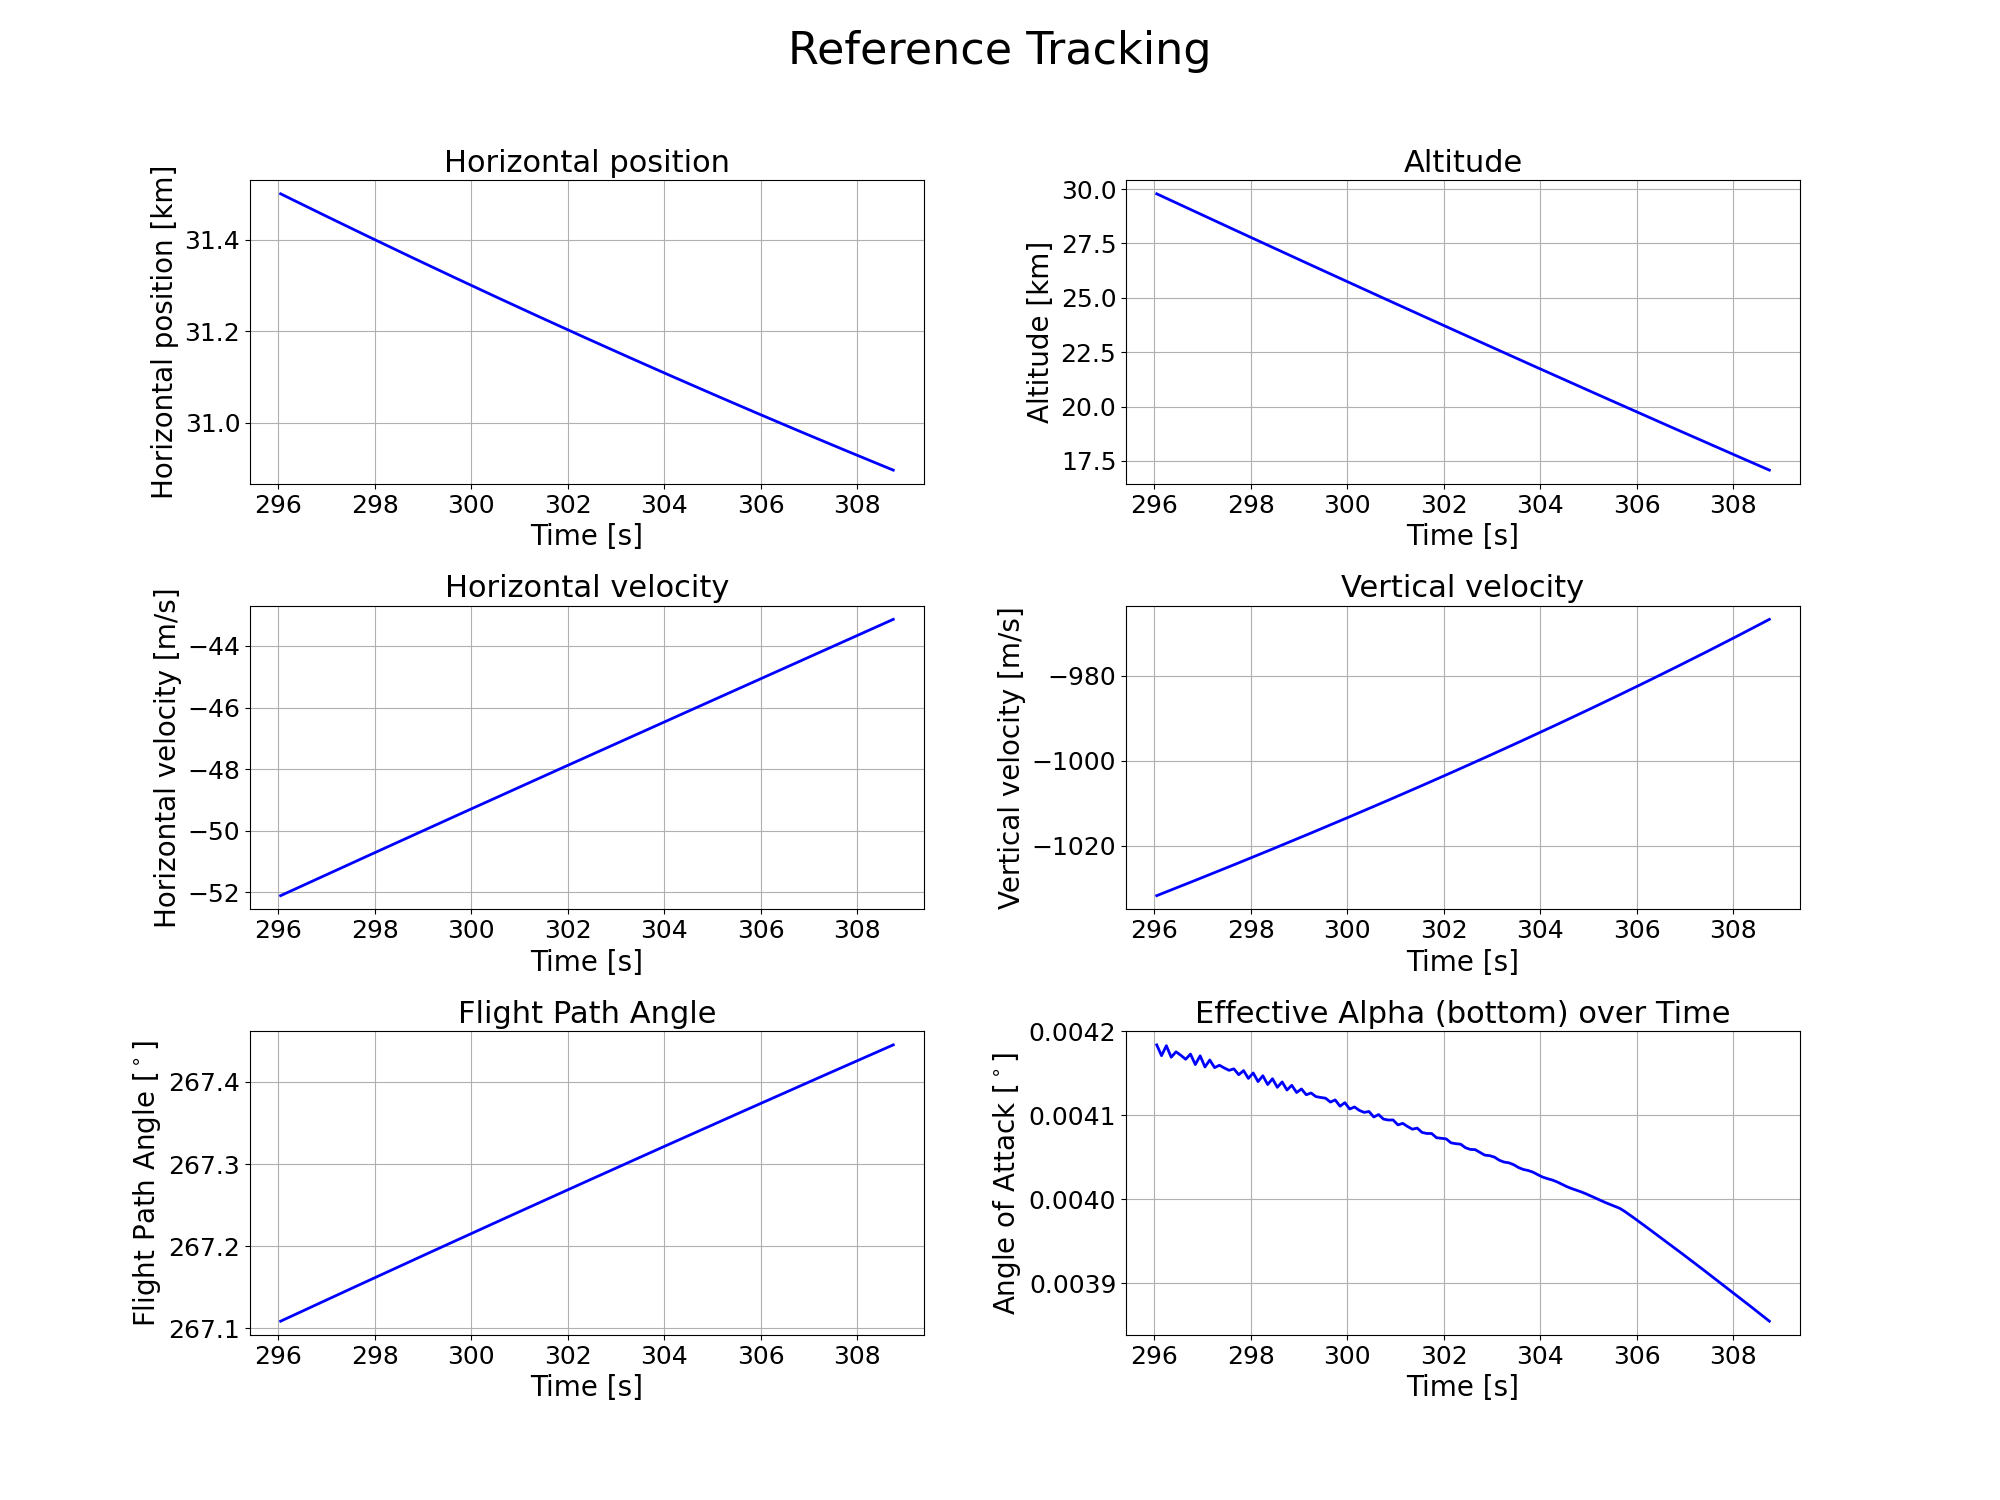 Reference Tracking
Horizontal position
Horizontal position [km]
31.4
31.2
31.0
296 298 300 302 304 306 308
Time [s]
Altitude
Altitude [km]
30.0
27.5
25.0
22.5
20.0
17.5
296 298 300 302 304 306 308
Time [s]
Horizontal velocity
Horizontal velocity [m/s]
−44
−46
−48
−50
−52
296 298 300 302 304 306 308
Time [s]
Vertical velocity
Vertical velocity [m/s]
−980
−1000
−1020
296 298 300 302 304 306 308
Time [s]
Flight Path Angle
Flight Path Angle [°]
267.4
267.3
267.2
267.1
296 298 300 302 304 306 308
Time [s]
Effective Alpha (bottom) over Time
Angle of Attack [°]
0.0042
0.0041
0.0040
0.0039
296 298 300 302 304 306 308
Time [s]